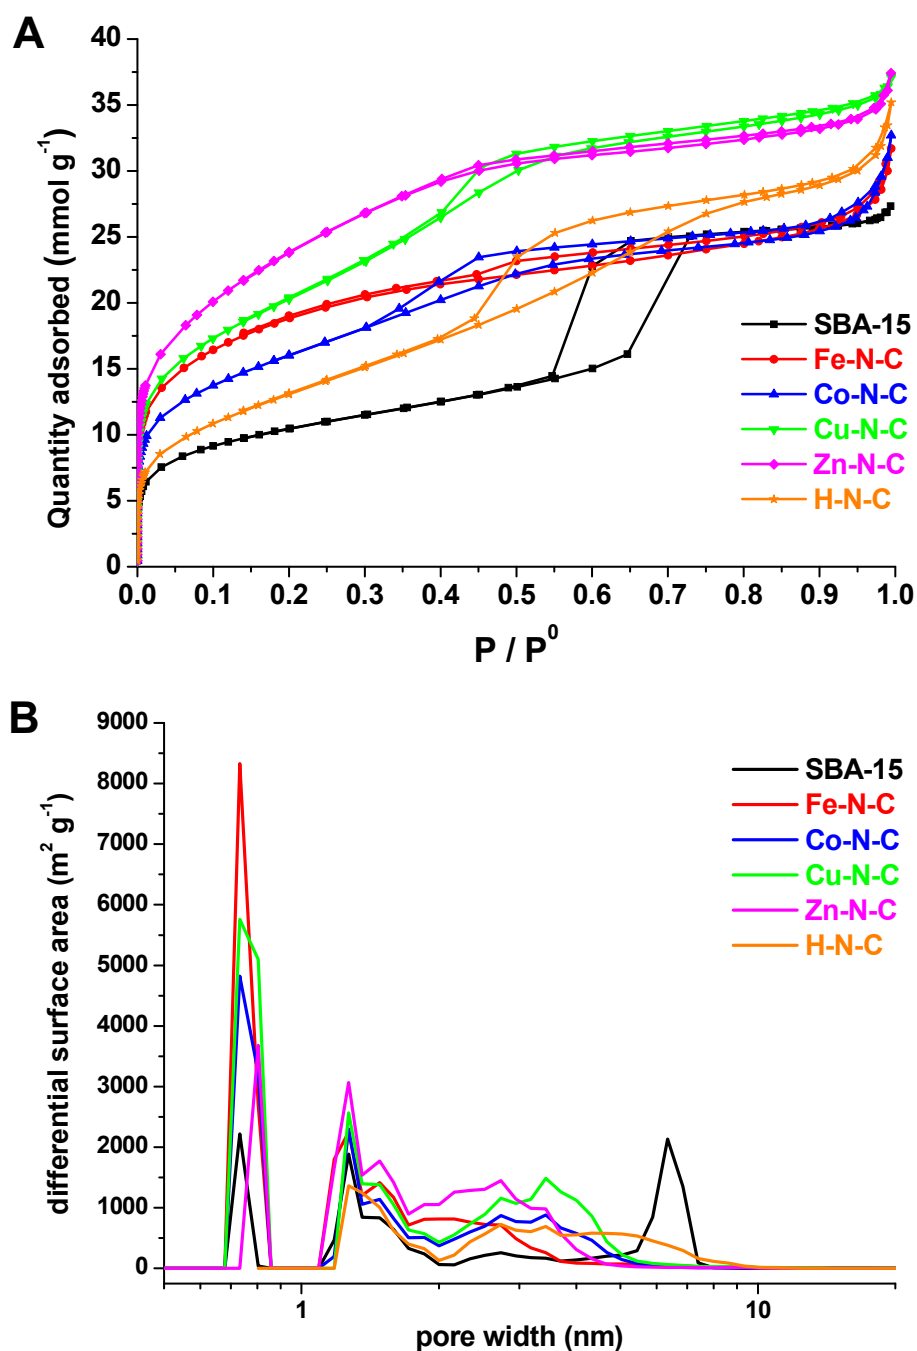 A
Quantity adsorbed (mmol g⁻¹)
40
35
30
25
20
15
10
5
0
0.0 0.1 0.2 0.3 0.4 0.5 0.6 0.7 0.8 0.9 1.0
P / P⁰
SBA-15
Fe-N-C
Co-N-C
Cu-N-C
Zn-N-C
H-N-C
B
differential surface area (m² g⁻¹)
9000
8000
7000
6000
5000
4000
3000
2000
1000
0
1 10
pore width (nm)
SBA-15
Fe-N-C
Co-N-C
Cu-N-C
Zn-N-C
H-N-C